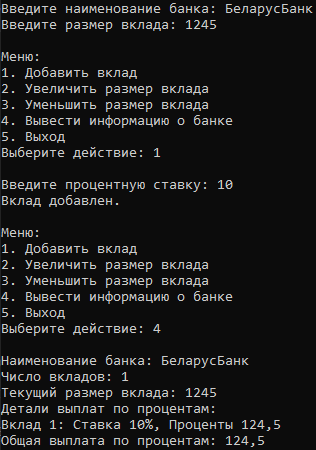 Введите наименование банка: БеларусБанк
Введите размер вклада: 1245
Меню:
1. Добавить вклад
2. Увеличить размер вклада
3. Уменьшить размер вклада
4. Вывести информацию о банке
5. Выход
Выберите действие: 1
Введите процентную ставку: 10
Вклад добавлен.
Меню:
1. Добавить вклад
2. Увеличить размер вклада
3. Уменьшить размер вклада
4. Вывести информацию о банке
5. Выход
Выберите действие: 4
Наименование банка: БеларусБанк
Число вкладов: 1
Текущий размер вклада: 1245
Детали выплат по процентам:
Вклад 1: Ставка 10%, Проценты 124,5
Общая выплата по процентам: 124,5